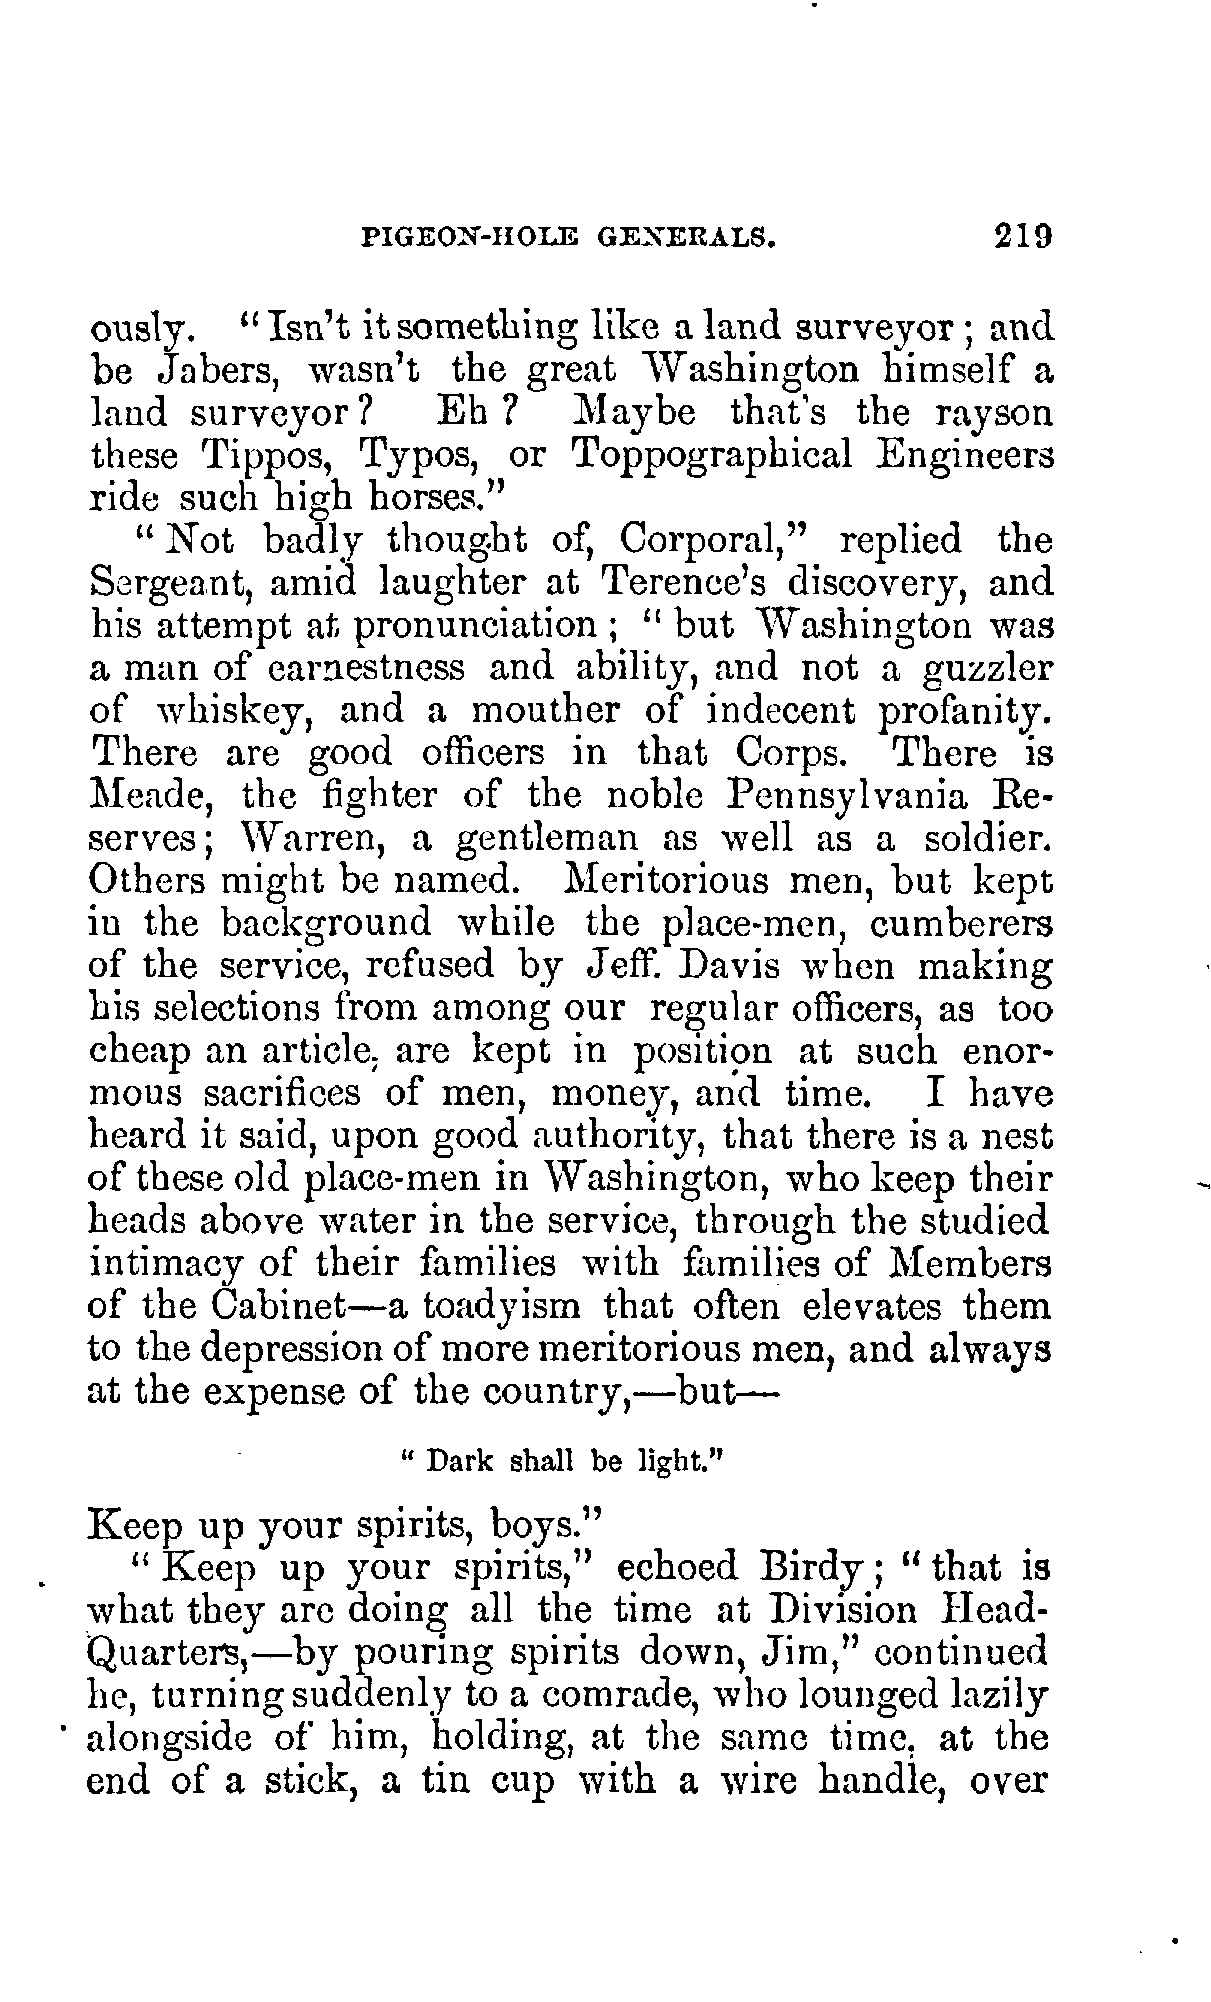 PIGEON-HOLE GENERALS. 219
ously. "Isn't it something like a land surveyor; and
be Jabers, wasn't the great Washington himself a
land surveyor? Eh? Maybe that's the rayson
these Tippos, Typos, or Toppographical Engineers
ride such high horses."
"Not badly thought of, Corporal," replied the
Sergeant, amid laughter at Terence's discovery, and
his attempt at pronunciation; "but Washington was
a man of earnestness and ability, and not a guzzler
of whiskey, and a mouther of indecent profanity.
There are good officers in that Corps. There is
Meade, the fighter of the noble Pennsylvania Re-
serves; Warren, a gentleman as well as a soldier.
Others might be named. Meritorious men, but kept
in the background while the place-men, cumberers
of the service, refused by Jeff. Davis when making
his selections from among our regular officers, as too
cheap an article, are kept in position at such enor-
mous sacrifices of men, money, and time. I have
heard it said, upon good authority, that there is a nest
of these old place-men in Washington, who keep their
heads above water in the service, through the studied
intimacy of their families with families of Members
of the Cabinet—a toadyism that often elevates them
to the depression of more meritorious men, and always
at the expense of the country,—but—
"Dark shall be light."
Keep up your spirits, boys."
"Keep up your spirits," echoed Birdy; "that is
what they are doing all the time at Division Head-
Quarters,—by pouring spirits down, Jim," continued
he, turning suddenly to a comrade, who lounged lazily
alongside of him, holding, at the same time, at the
end of a stick, a tin cup with a wire handle, over